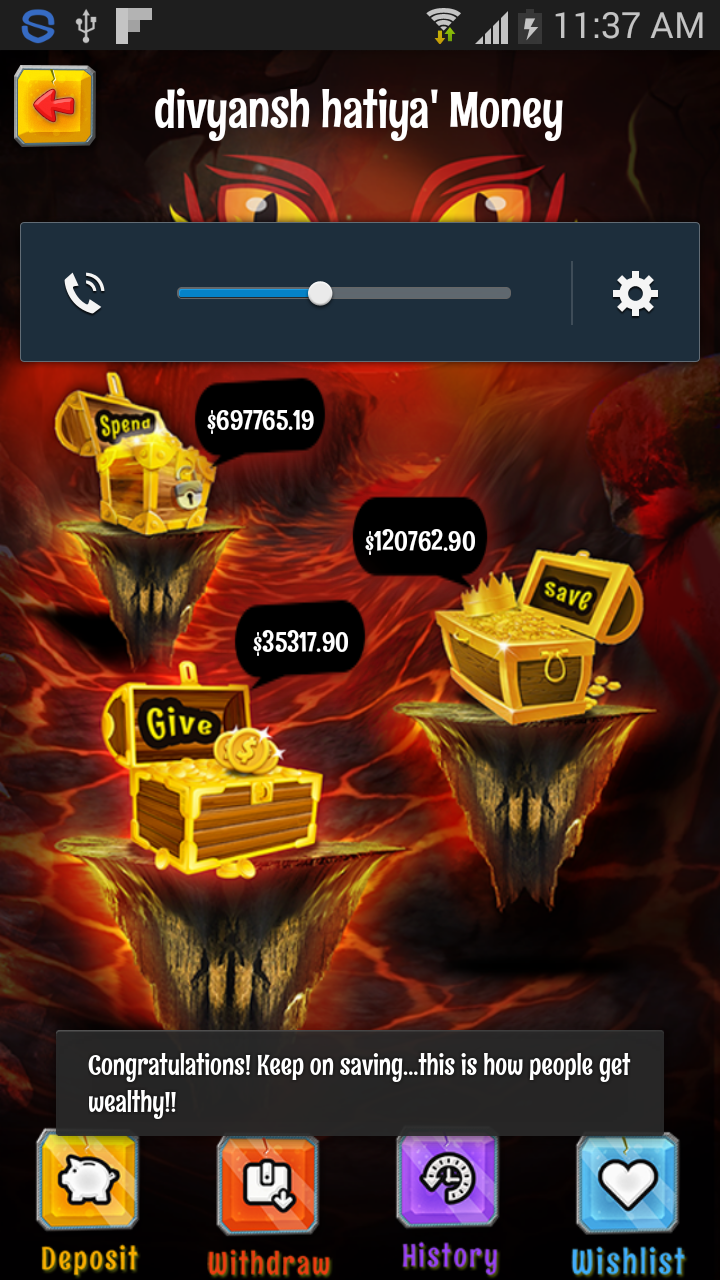 11:37 AM
divyansh hatiya' Money
Spend
$697765.19
$120762.90
save
$35317.90
Give
Congratulations! Keep on saving...this is how people get
wealthy!!
Deposit
Withdraw
History
Wishlist